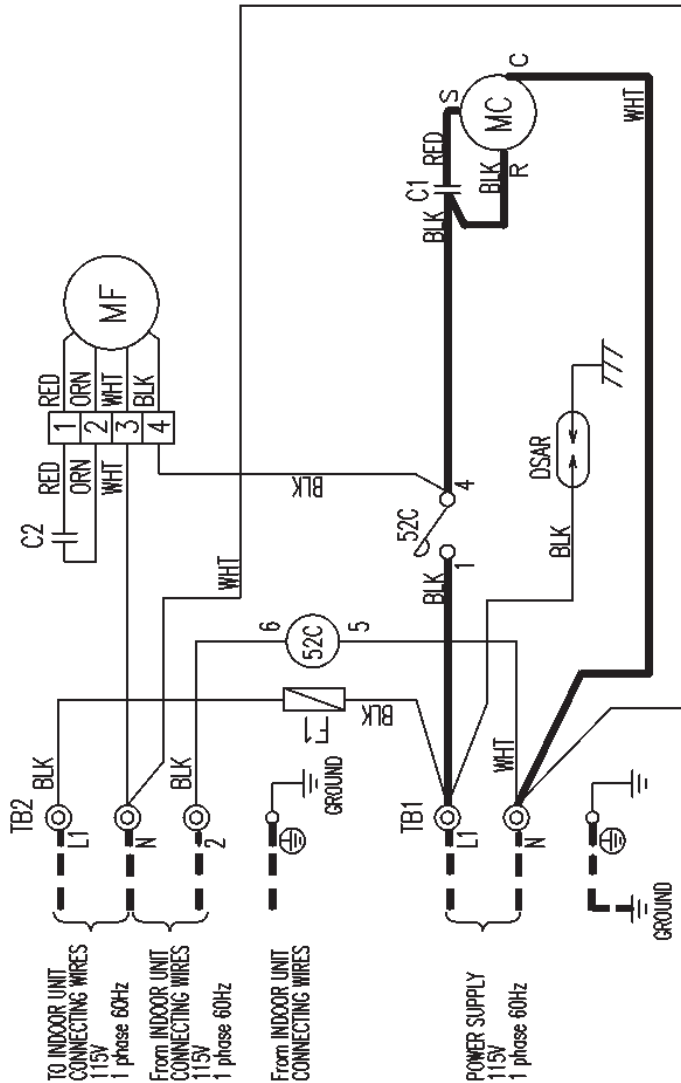 TO INDOOR UNIT
CONNECTING WIRES
115V
1 phase 60Hz
From INDOOR UNIT
CONNECTING WIRES
115V
1 phase 60Hz
From INDOOR UNIT
CONNECTING WIRES
POWER SUPPLY
115V
1 phase 60Hz
TB2
L1
BLK
N
2
BLK
GROUND
TB1
L1
N
WHT
GROUND
F1
BLK
6
52C
5
WHT
C2
RED
ORN
WHT
1
2
3
4
RED
ORN
WHT
BLK
MF
BLK
BLK
1
52C
4
BLK
C1
RED
S
BLK
R
MC
C
WHT
BLK
DSAR